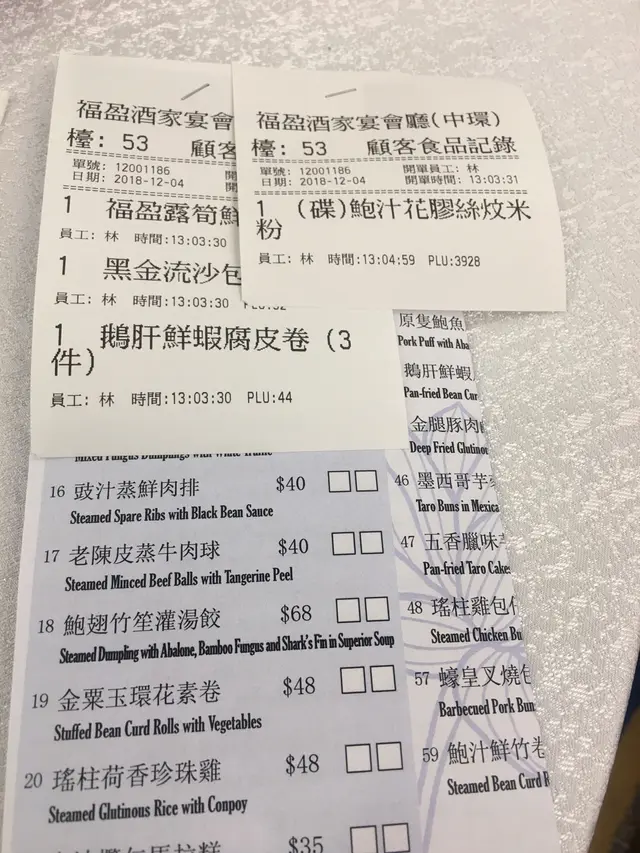 福盈酒家宴會
檯: 53 顧客
單號: 12001186
日期: 2018-12-04
1 福盈露筍鮮
員工: 林 時間:13:03:30
1 黑金流沙包
員工: 林 時間:13:03:30
1 鵝肝鮮蝦腐皮卷 (3
件)
員工: 林 時間:13:03:30 PLU:44
福盈酒家宴會廳(中環)
檯: 53 顧客食品記錄
單號: 12001186 開單員工: 林
日期: 2018-12-04 開單時間: 13:03:31
1 (碟)鮑汁花膠絲炆米
粉
員工: 林 時間:13:04:59 PLU:3928
16 豉汁蒸鮮肉排 $40
Steamed Spare Ribs with Black Bean Sauce
17 老陳皮蒸牛肉球 $40
Steamed Minced Beef Balls with Tangerine Peel
18 鮑翅竹笙灌湯餃 $68
Steamed Dumpling with Abalone, Bamboo Fungus and Shark's Fin in Superior Soup
19 金粟玉環花素卷 $48
Stuffed Bean Curd Rolls with Vegetables
20 瑤柱荷香珍珠雞 $48
Steamed Glutinous Rice with Conpoy
$35
原隻鮑魚
Pork Puff with Aba
鵝肝鮮蝦
Pan-fried Bean Cur
金腿豚肉
Deep Fried Glutinou
46 墨西哥芋
Taro Buns in Mexica
47 五香臘味
Pan-fried Taro Cake
48 瑤柱雞包
Steamed Chicken Bu
57 蠔皇叉燒包
Barbecued Pork Bun
59 鮑汁鮮竹卷
Steamed Bean Curd R